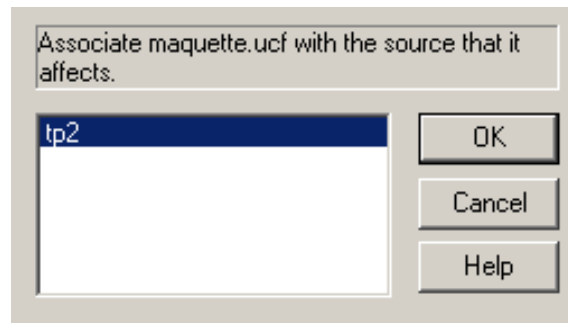 Associate maquette.ucf with the source that it
affects.
tp2
OK
Cancel
Help